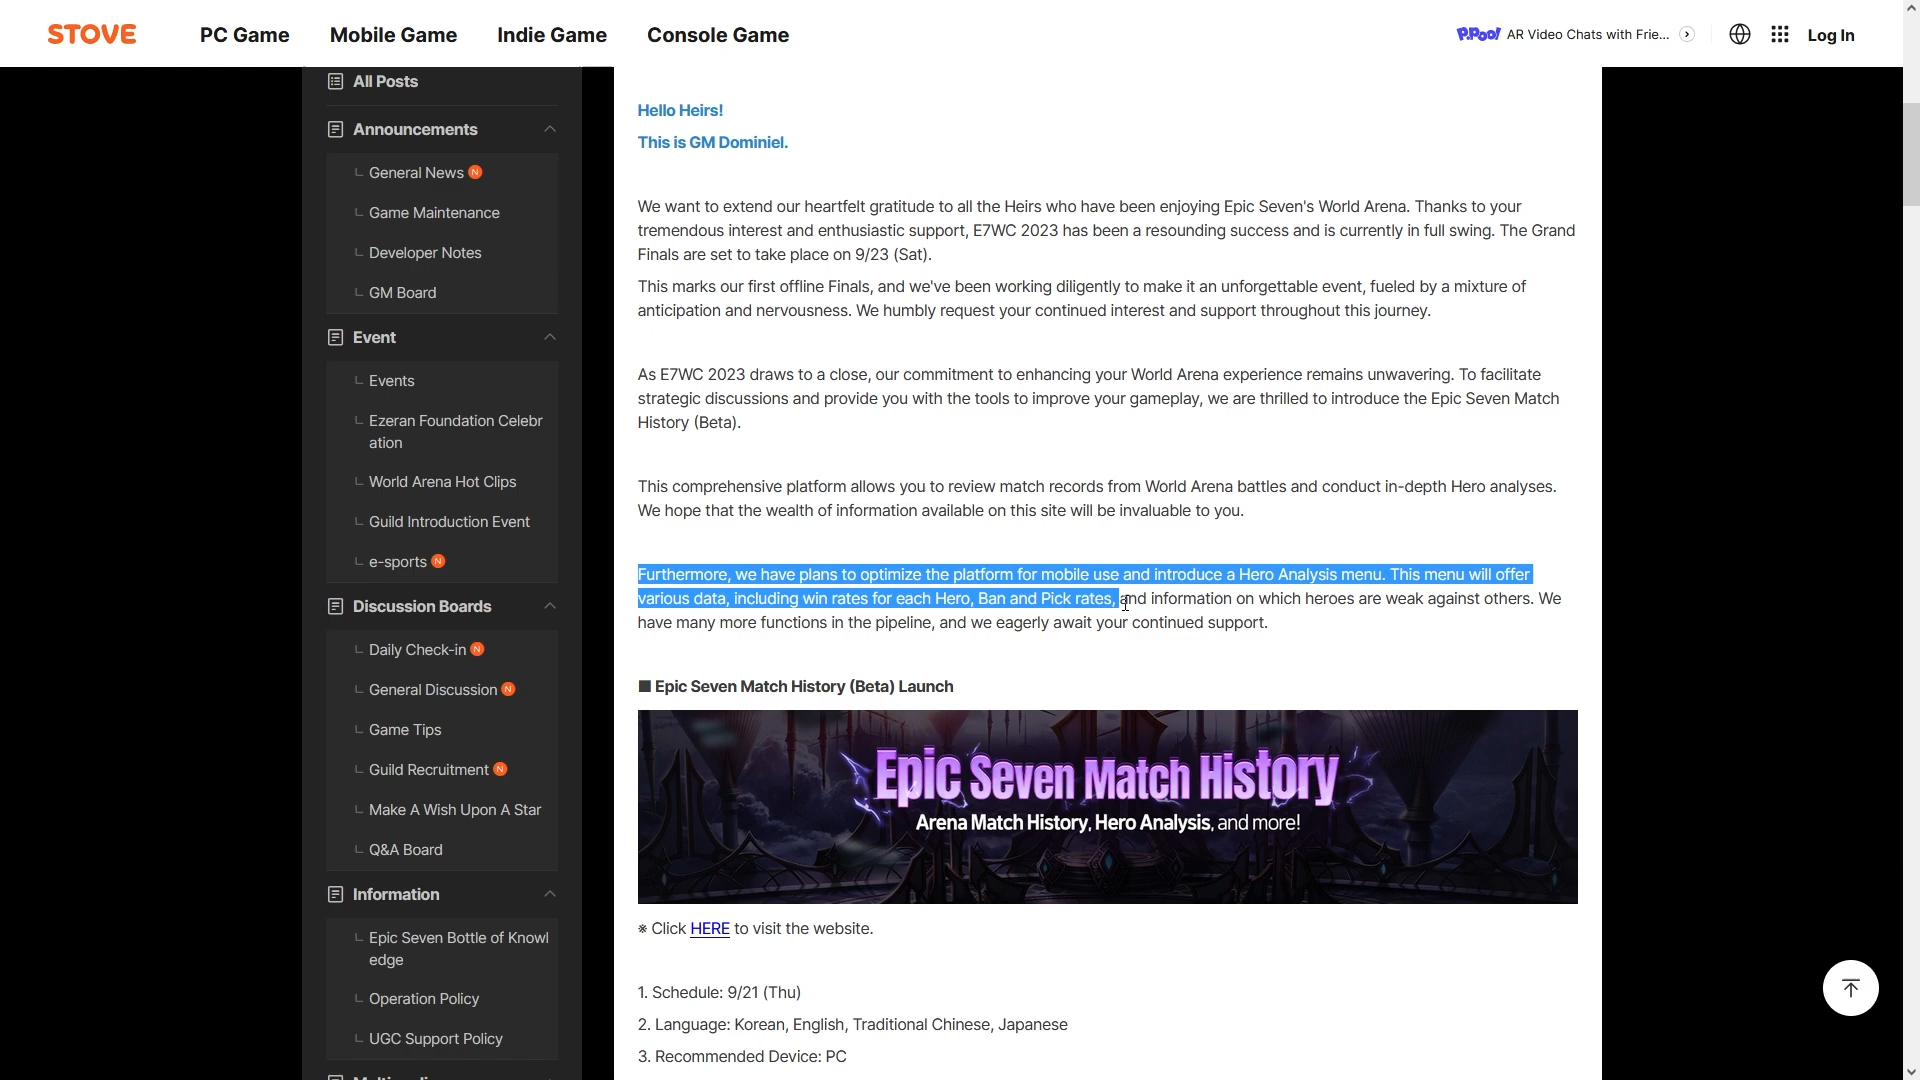 STOVE
PC Game
Mobile Game
Indie Game
Console Game
P.Pool AR Video Chats with Frie...
Log In
All Posts
Announcements
General News N
Game Maintenance
Developer Notes
GM Board
Event
Events
Ezeran Foundation Celebr
ation
World Arena Hot Clips
Guild Introduction Event
e-sports N
Discussion Boards
Daily Check-in N
General Discussion N
Game Tips
Guild Recruitment N
Make A Wish Upon A Star
Q&A Board
Information
Epic Seven Bottle of Knowl
edge
Operation Policy
UGC Support Policy
Hello Heirs!
This is GM Dominiel.
We want to extend our heartfelt gratitude to all the Heirs who have been enjoying Epic Seven's World Arena. Thanks to your
tremendous interest and enthusiastic support, E7WC 2023 has been a resounding success and is currently in full swing. The Grand
Finals are set to take place on 9/23 (Sat).
This marks our first offline Finals, and we've been working diligently to make it an unforgettable event, fueled by a mixture of
anticipation and nervousness. We humbly request your continued interest and support throughout this journey.
As E7WC 2023 draws to a close, our commitment to enhancing your World Arena experience remains unwavering. To facilitate
strategic discussions and provide you with the tools to improve your gameplay, we are thrilled to introduce the Epic Seven Match
History (Beta).
This comprehensive platform allows you to review match records from World Arena battles and conduct in-depth Hero analyses.
We hope that the wealth of information available on this site will be invaluable to you.
Furthermore, we have plans to optimize the platform for mobile use and introduce a Hero Analysis menu. This menu will offer
various data, including win rates for each Hero, Ban and Pick rates, and information on which heroes are weak against others. We
have many more functions in the pipeline, and we eagerly await your continued support.
■ Epic Seven Match History (Beta) Launch
Epic Seven Match History
Arena Match History, Hero Analysis, and more!
※ Click HERE to visit the website.
1. Schedule: 9/21 (Thu)
2. Language: Korean, English, Traditional Chinese, Japanese
3. Recommended Device: PC